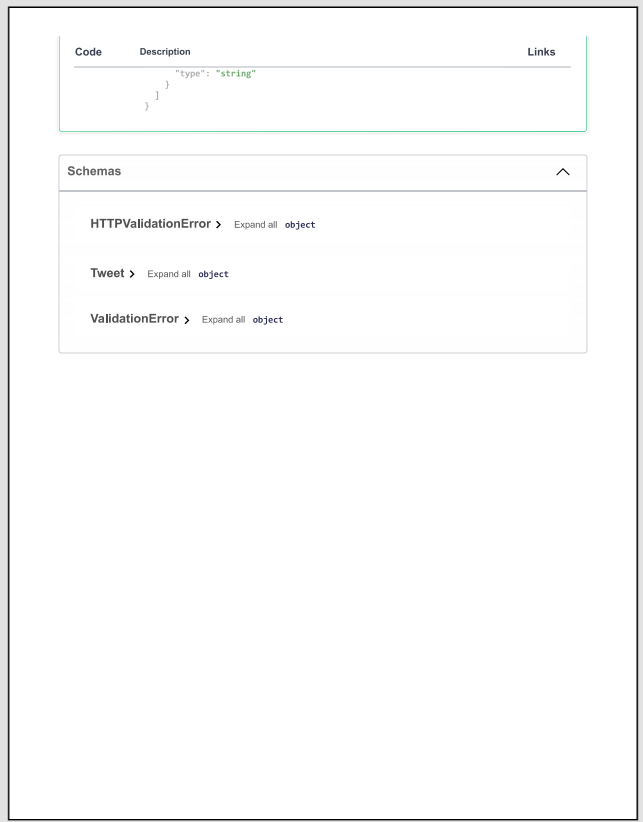 Code Description Links
"type": "string"
}
]
}
Schemas
HTTPValidationError Expand all object
Tweet Expand all object
ValidationError Expand all object